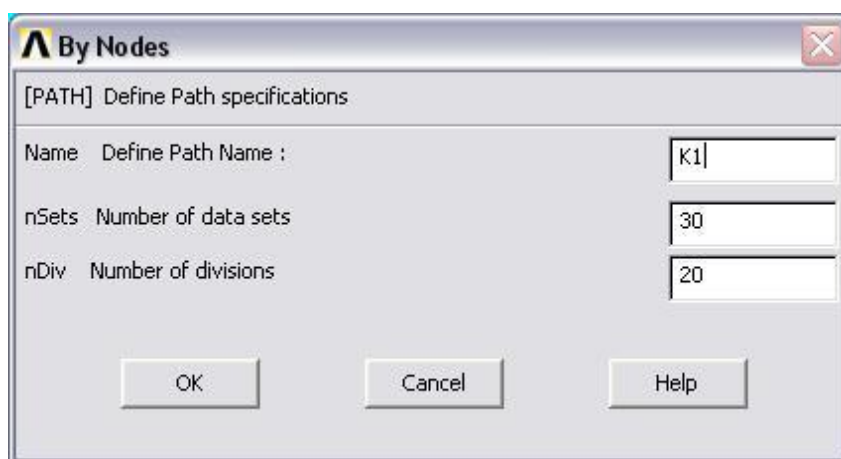 By Nodes
[PATH] Define Path specifications
Name Define Path Name : K1
nSets Number of data sets 30
nDiv Number of divisions 20
OK Cancel Help